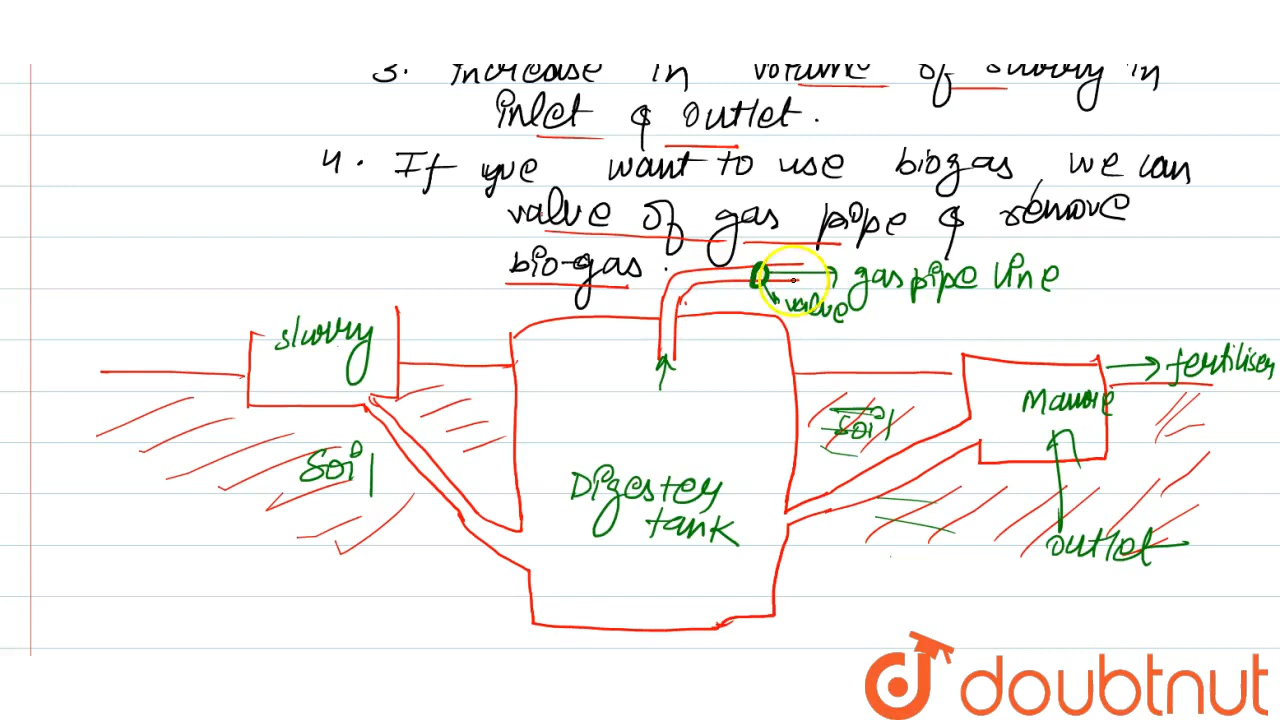 3. Increase in volume of slurry in
inlet & outlet.
4. If we want to use biogas, we can
valve of gas pipe & remove
bio-gas.
gas pipe line
valve
slurry
fertiliser
Manure
Soil
Soil
Digester
tank
outlet
doubtnut